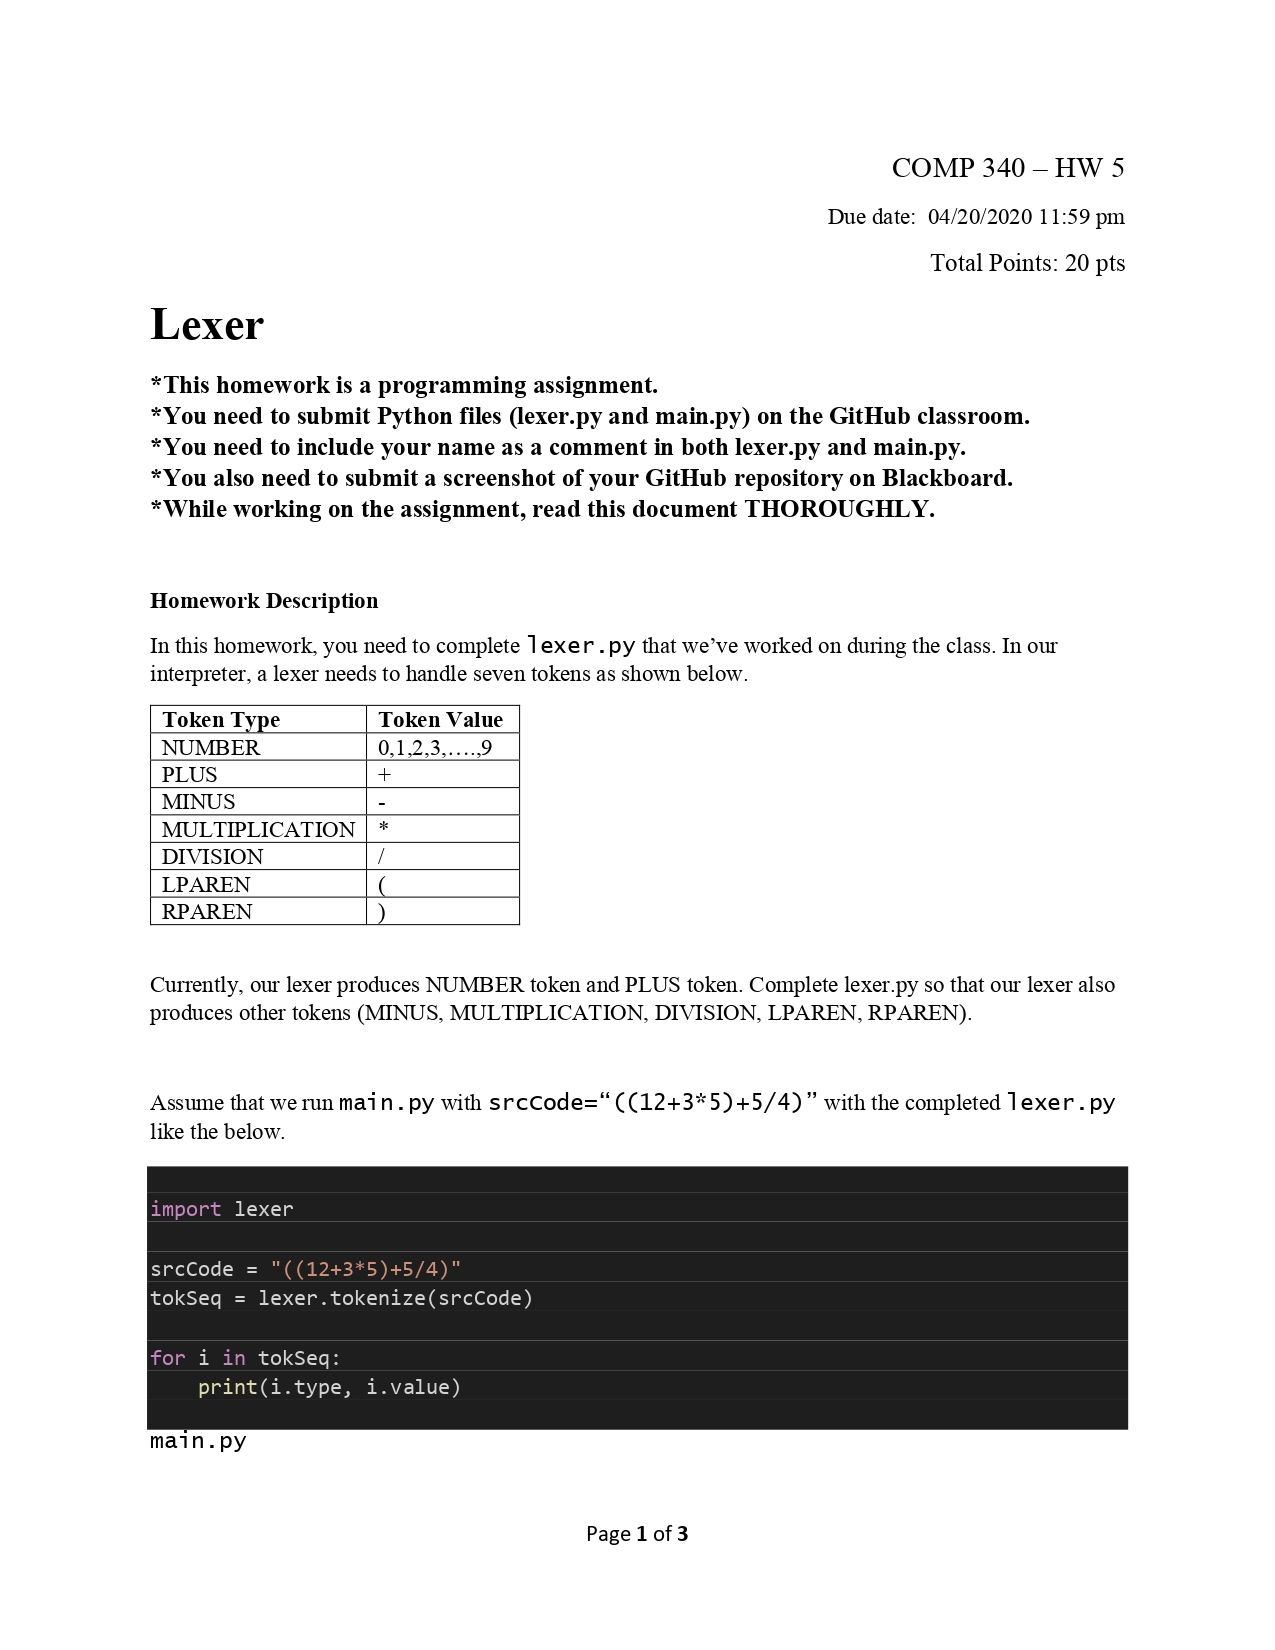 COMP 340 – HW 5
Due date:  04/20/2020 11:59 pm
Total Points: 20 pts
Lexer
*This homework is a programming assignment.
*You need to submit Python files (lexer.py and main.py) on the GitHub classroom.
*You need to include your name as a comment in both lexer.py and main.py.
*You also need to submit a screenshot of your GitHub repository on Blackboard.
*While working on the assignment, read this document THOROUGHLY.
Homework Description
In this homework, you need to complete lexer.py that we’ve worked on during the class. In our
interpreter, a lexer needs to handle seven tokens as shown below.
Token Type Token Value
NUMBER 0,1,2,3,….,9
PLUS +
MINUS -
MULTIPLICATION *
DIVISION /
LPAREN (
RPAREN )
Currently, our lexer produces NUMBER token and PLUS token. Complete lexer.py so that our lexer also
produces other tokens (MINUS, MULTIPLICATION, DIVISION, LPAREN, RPAREN).
Assume that we run main.py with srcCode=“((12+3*5)+5/4)” with the completed lexer.py
like the below.
import lexer
srcCode = "((12+3*5)+5/4)"
tokSeq = lexer.tokenize(srcCode)
for i in tokSeq:
    print(i.type, i.value)
main.py
Page 1 of 3